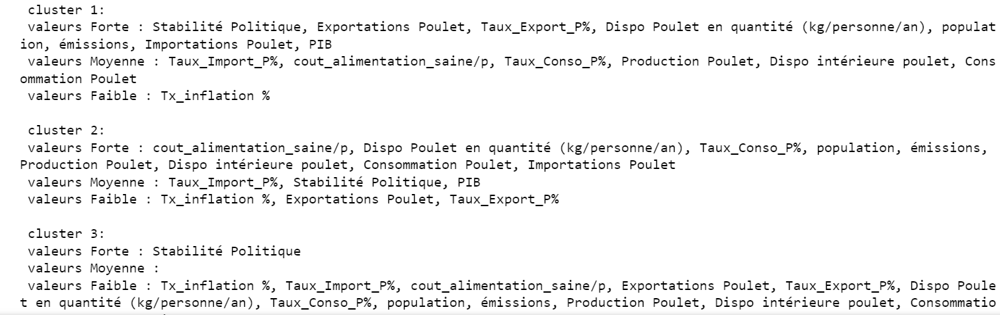 cluster 1:
valeurs Forte : Stabilité Politique, Exportations Poulet, Taux_Export_P%, Dispo Poulet en quantité (kg/personne/an), populat
ion, émissions, Importations Poulet, PIB
valeurs Moyenne : Taux_Import_P%, cout_alimentation_saine/p, Taux_Conso_P%, Production Poulet, Dispo intérieure poulet, Cons
ommation Poulet
valeurs Faible : Tx_inflation %
cluster 2:
valeurs Forte : cout_alimentation_saine/p, Dispo Poulet en quantité (kg/personne/an), Taux_Conso_P%, population, émissions,
Production Poulet, Dispo intérieure poulet, Consommation Poulet, Importations Poulet
valeurs Moyenne : Taux_Import_P%, Stabilité Politique, PIB
valeurs Faible : Tx_inflation %, Exportations Poulet, Taux_Export_P%
cluster 3:
valeurs Forte : Stabilité Politique
valeurs Moyenne :
valeurs Faible : Tx_inflation %, Taux_Import_P%, cout_alimentation_saine/p, Exportations Poulet, Taux_Export_P%, Dispo Poule
t en quantité (kg/personne/an), Taux_Conso_P%, population, émissions, Production Poulet, Dispo intérieure poulet, Consommatio